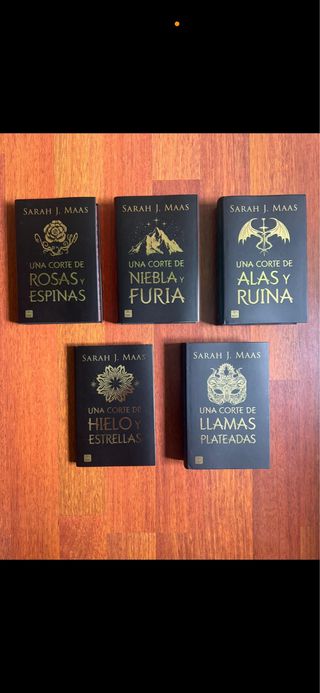 SARAH J. MAAS
UNA CORTE DE
ROSAS Y
ESPINAS
SARAH J. MAAS
UNA CORTE DE
NIEBLA Y
FURIA
SARAH J. MAAS
UNA CORTE DE
ALAS Y
RUINA
SARAH J. MAAS
UNA CORTE DE
HIELO Y
ESTRELLAS
SARAH J. MAAS
UNA CORTE DE
LLAMAS
PLATEADAS